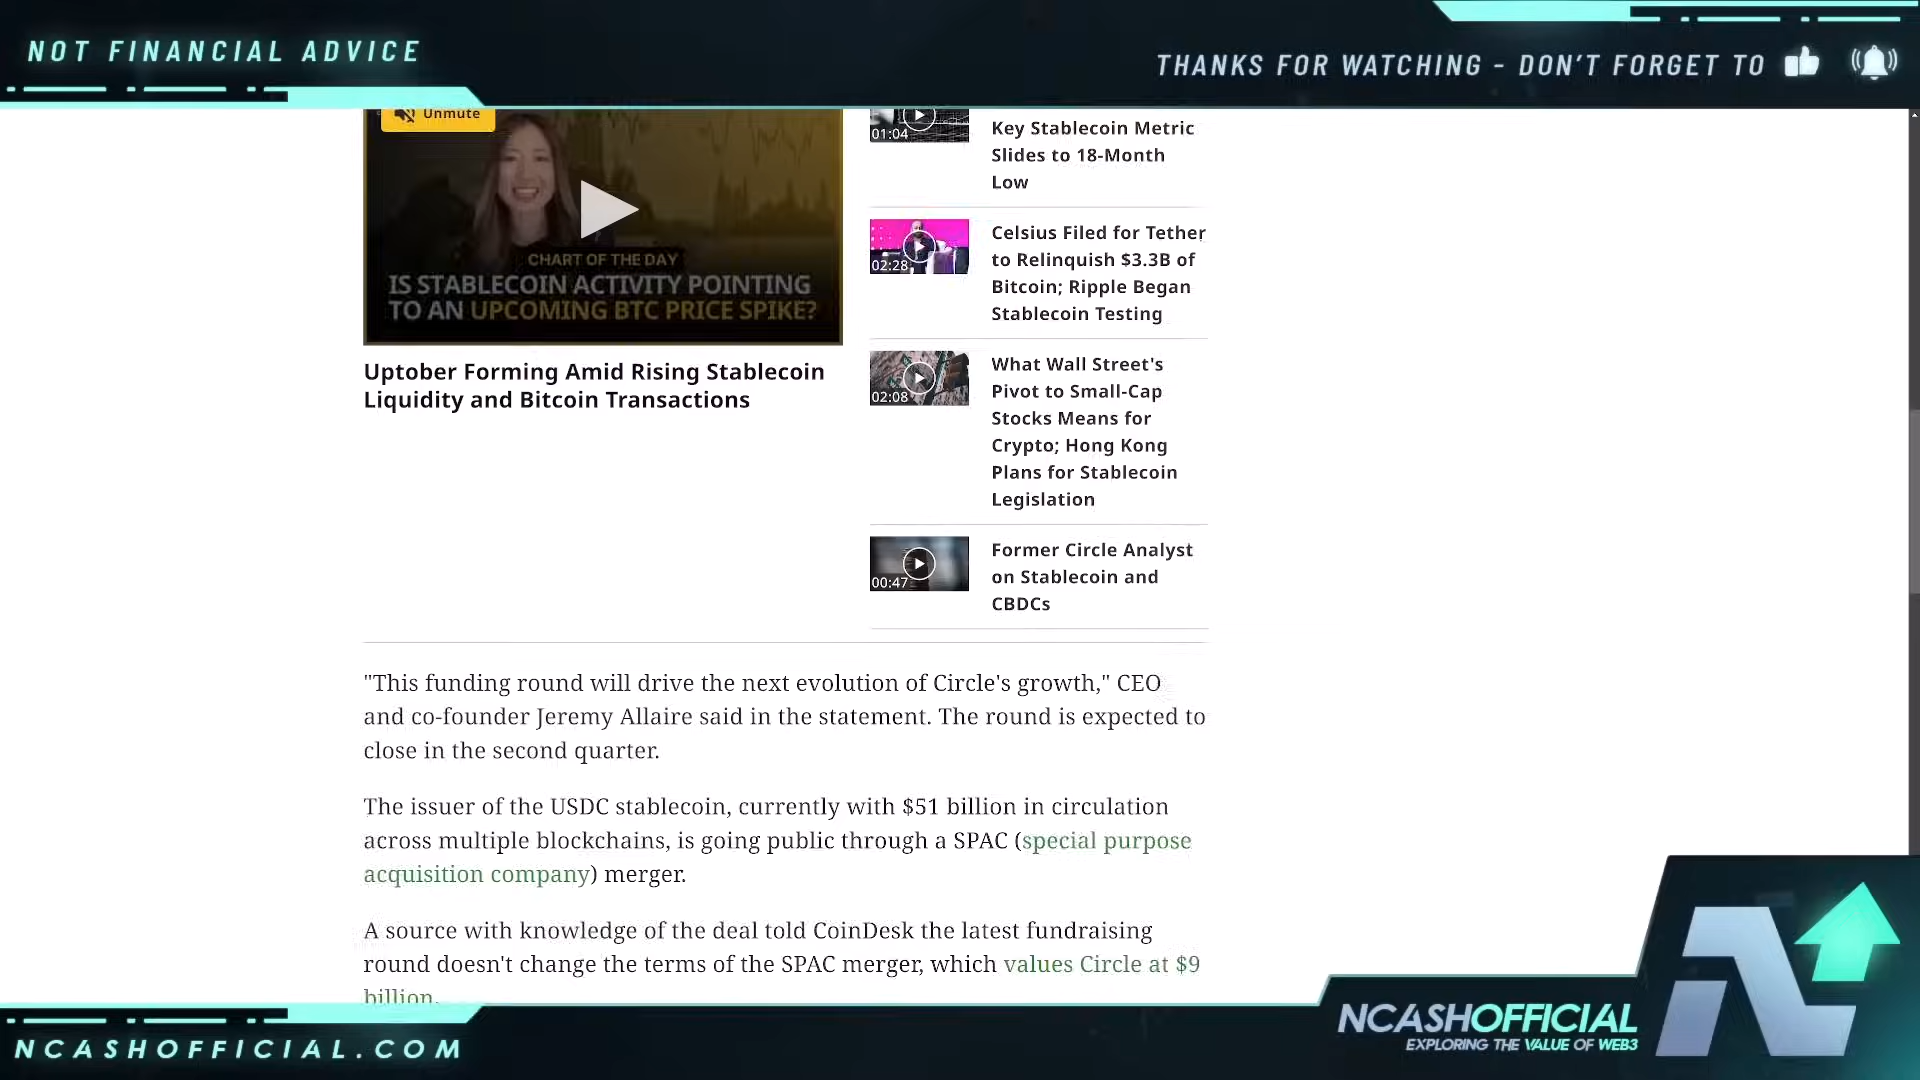 NOT FINANCIAL ADVICE
THANKS FOR WATCHING - DON'T FORGET TO
Unmute
CHART OF THE DAY
IS STABLECOIN ACTIVITY POINTING
TO AN UPCOMING BTC PRICE SPIKE?
Uptober Forming Amid Rising Stablecoin
Liquidity and Bitcoin Transactions
01:04
Key Stablecoin Metric
Slides to 18-Month
Low
02:28
Celsius Filed for Tether
to Relinquish $3.3B of
Bitcoin; Ripple Began
Stablecoin Testing
02:08
What Wall Street's
Pivot to Small-Cap
Stocks Means for
Crypto; Hong Kong
Plans for Stablecoin
Legislation
00:47
Former Circle Analyst
on Stablecoin and
CBDCs
"This funding round will drive the next evolution of Circle's growth," CEO
and co-founder Jeremy Allaire said in the statement. The round is expected to
close in the second quarter.
The issuer of the USDC stablecoin, currently with $51 billion in circulation
across multiple blockchains, is going public through a SPAC (special purpose
acquisition company) merger.
A source with knowledge of the deal told CoinDesk the latest fundraising
round doesn't change the terms of the SPAC merger, which values Circle at $9
billion.
NCASHOFFICIAL.COM
NCASHOFFICIAL
EXPLORING THE VALUE OF WEB3